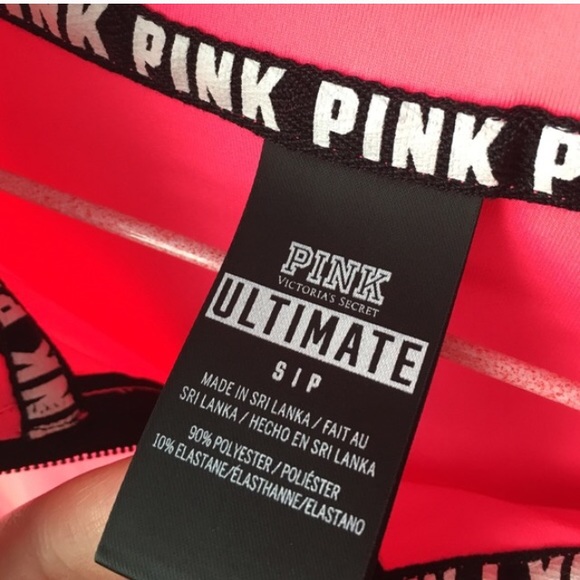 PINK PINK PINK PINK P
PINK
VICTORIA'S SECRET
ULTIMATE
S / P
MADE IN SRI LANKA / FAIT AU
SRI LANKA / HECHO EN SRI LANKA
90% POLYESTER / POLIÉSTER
10% ELASTANE/ÉLASTHANNE/ELASTANO